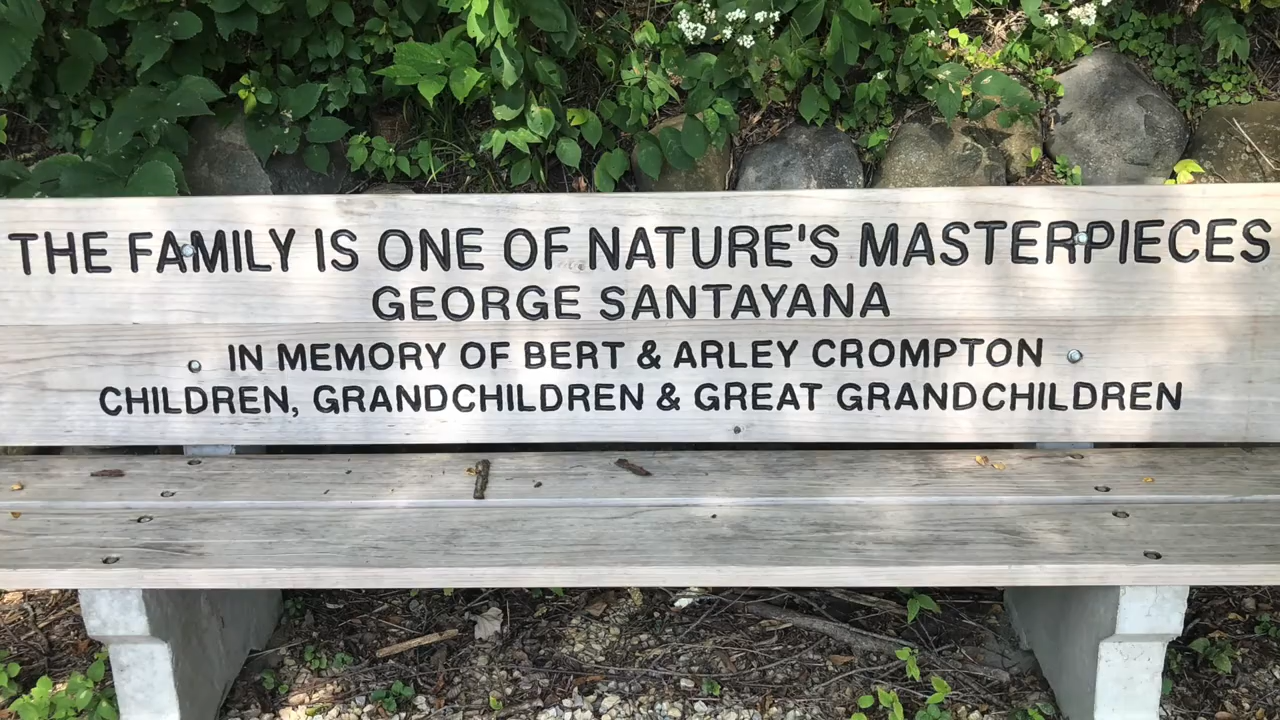 THE FAMILY IS ONE OF NATURE'S MASTERPIECES
GEORGE SANTAYANA
IN MEMORY OF BERT & ARLEY CROMPTON
CHILDREN, GRANDCHILDREN & GREAT GRANDCHILDREN